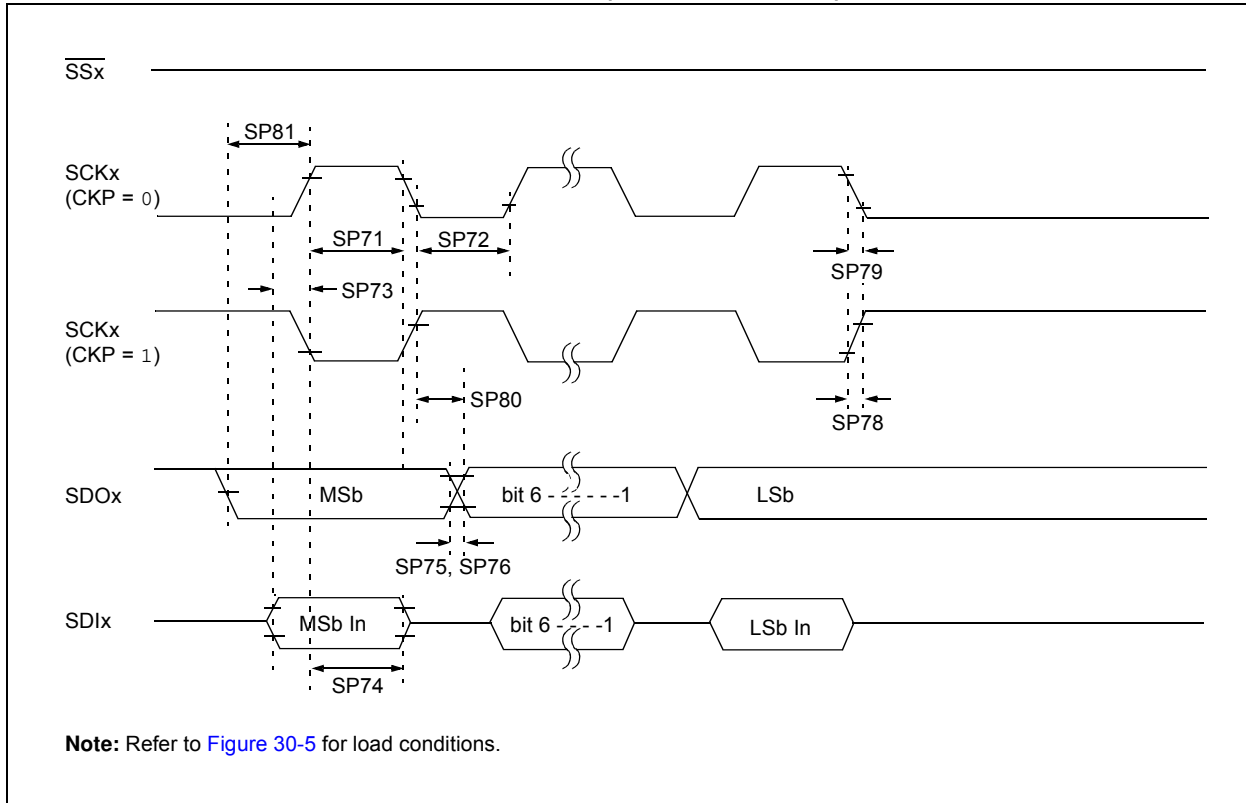 SSx
SP81
SCKx
(CKP = 0)
SP71
SP72
SP79
SP73
SCKx
(CKP = 1)
SP80
SP78
SDOx
MSb
bit 6 - - - - - -1
LSb
SP75, SP76
SDIx
MSb In
bit 6 - - - -1
LSb In
SP74
Note: Refer to Figure 30-5 for load conditions.